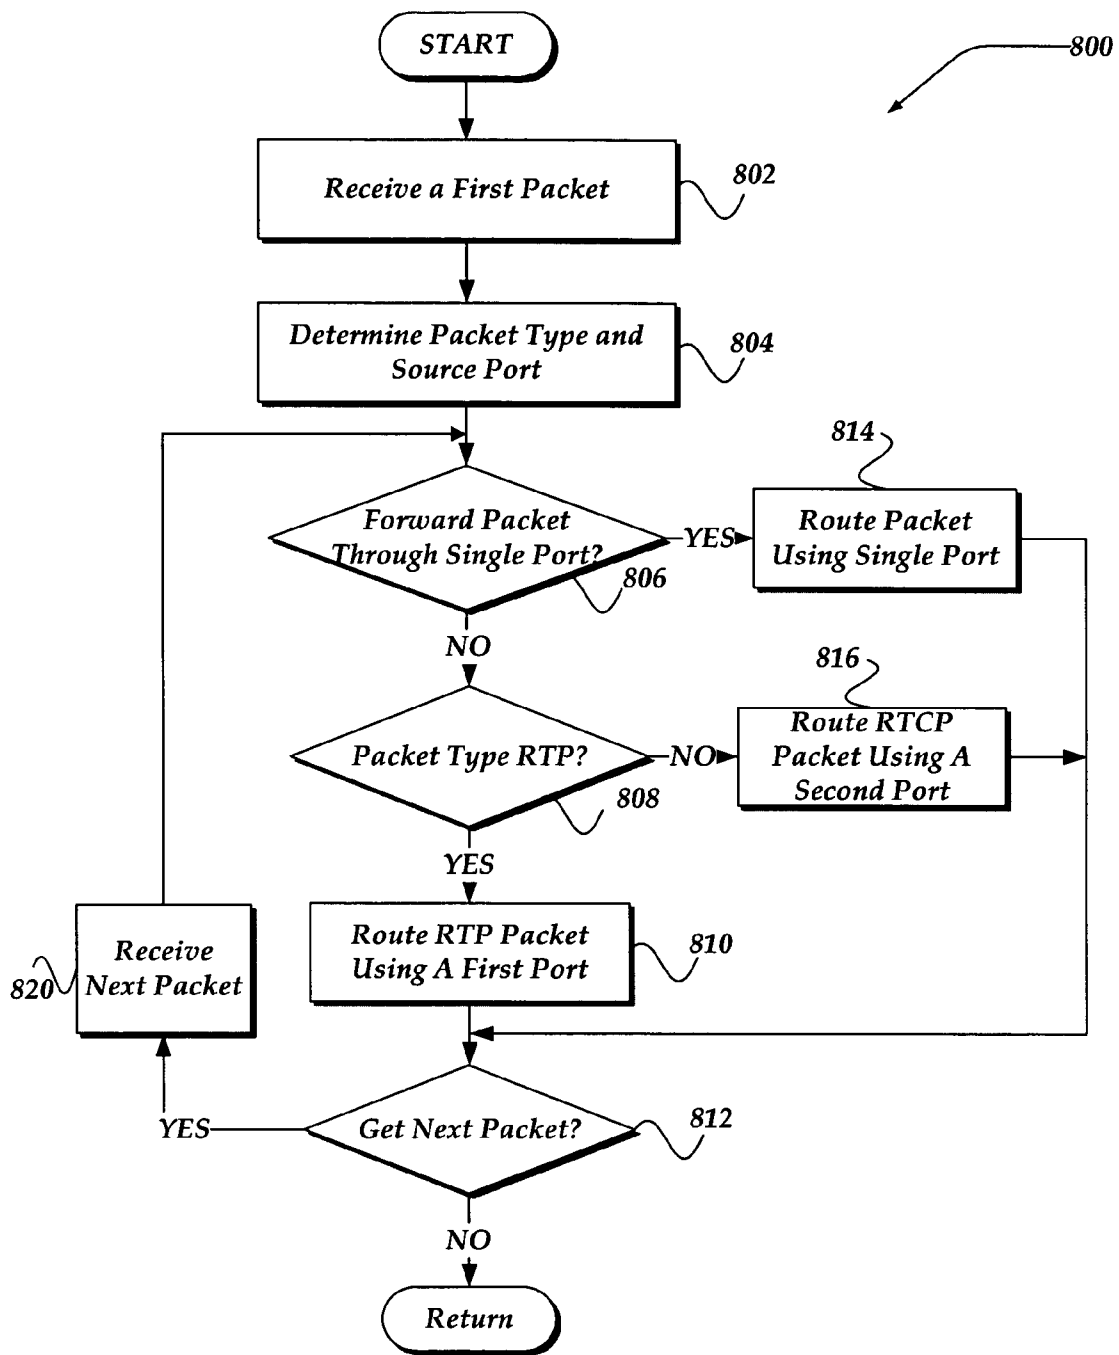 START
800
Receive a First Packet
802
Determine Packet Type and
Source Port
804
814
Forward Packet
Through Single Port?
YES
Route Packet
Using Single Port
806
NO
816
Packet Type RTP?
NO
Route RTCP
Packet Using A
Second Port
808
YES
Receive
Next Packet
820
Route RTP Packet
Using A First Port
810
YES
Get Next Packet?
812
NO
Return